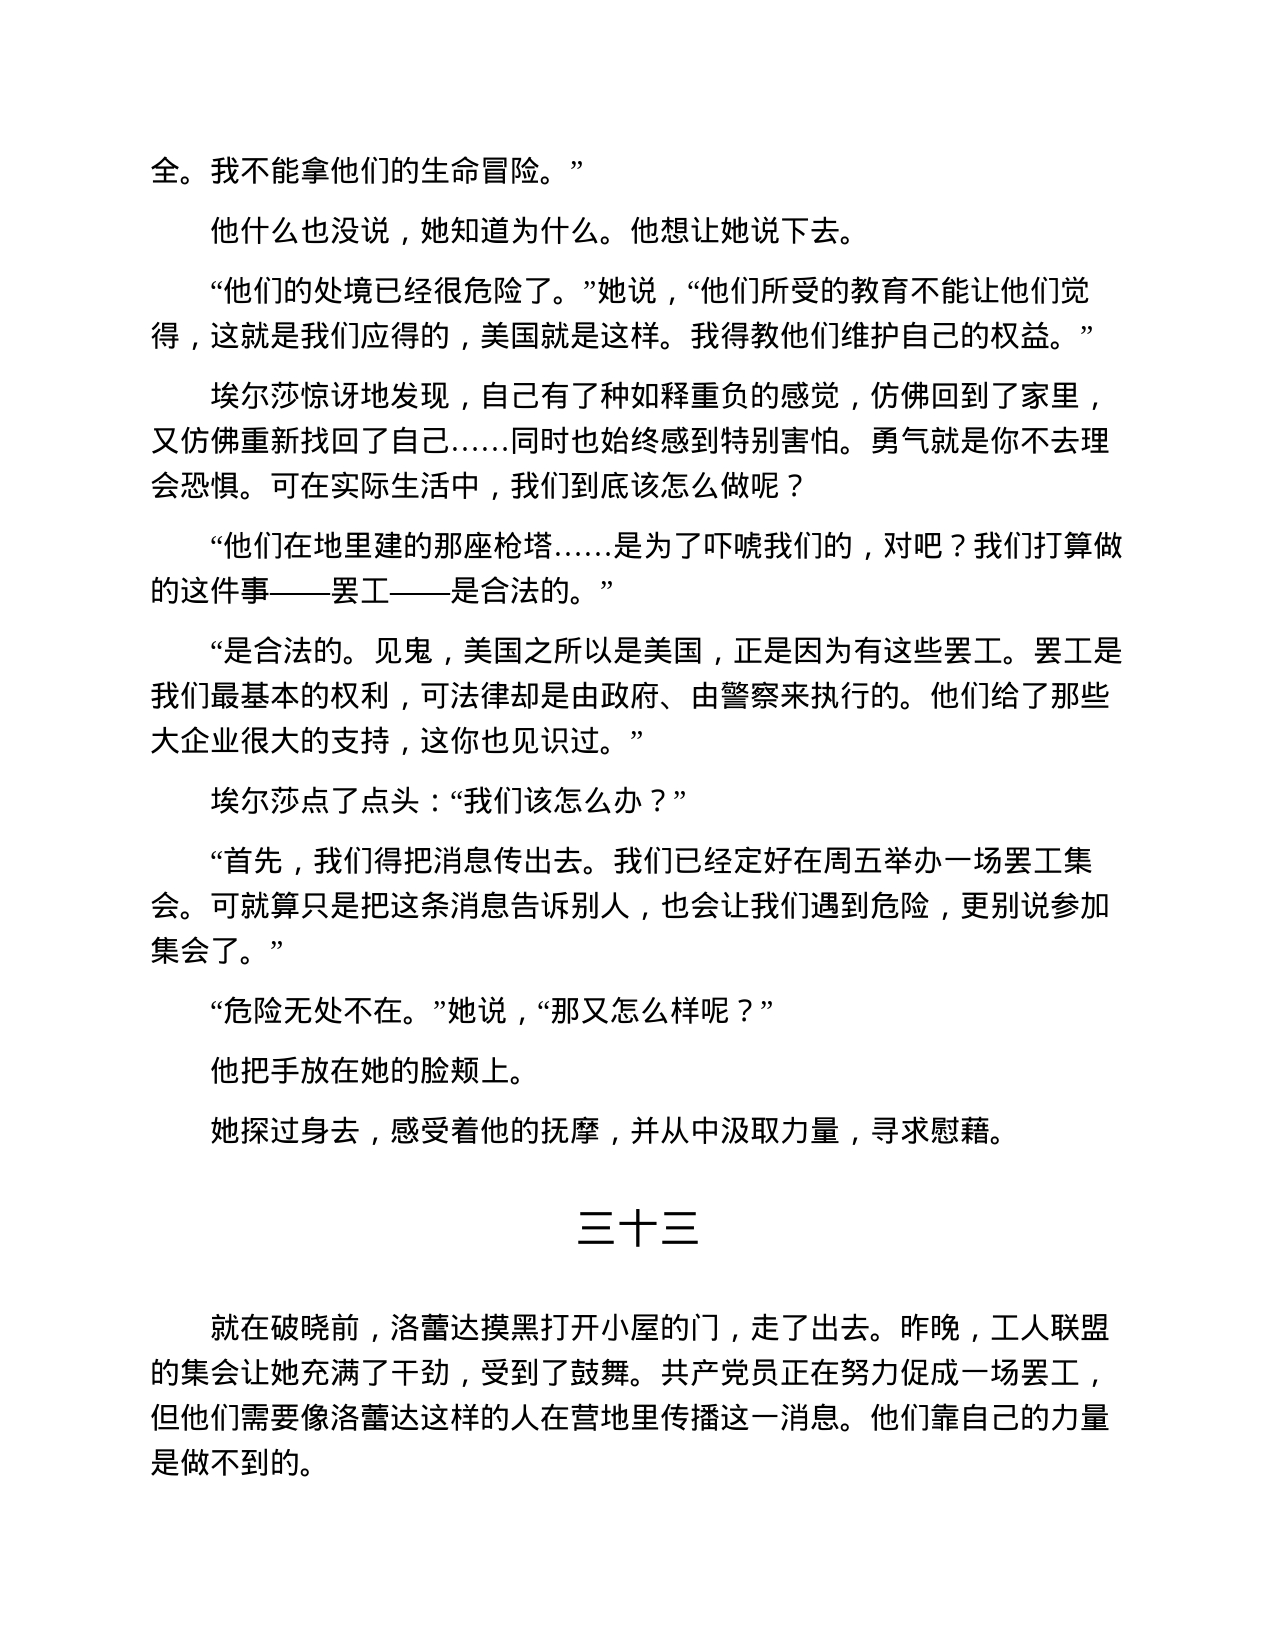 全。我不能拿他们的生命冒险。”
他什么也没说，她知道为什么。他想让她说下去。
“他们的处境已经很危险了。”她说，“他们所受的教育不能让他们觉
得，这就是我们应得的，美国就是这样。我得教他们维护自己的权益。”
埃尔莎惊讶地发现，自己有了种如释重负的感觉，仿佛回到了家里，
又仿佛重新找回了自己……同时也始终感到特别害怕。勇气就是你不去理
会恐惧。可在实际生活中，我们到底该怎么做呢？
“他们在地里建的那座枪塔……是为了吓唬我们的，对吧？我们打算做
的这件事——罢工——是合法的。”
“是合法的。见鬼，美国之所以是美国，正是因为有这些罢工。罢工是
我们最基本的权利，可法律却是由政府、由警察来执行的。他们给了那些
大企业很大的支持，这你也见识过。”
埃尔莎点了点头：“我们该怎么办？”
“首先，我们得把消息传出去。我们已经定好在周五举办一场罢工集
会。可就算只是把这条消息告诉别人，也会让我们遇到危险，更别说参加
集会了。”
“危险无处不在。”她说，“那又怎么样呢？”
他把手放在她的脸颊上。
她探过身去，感受着他的抚摩，并从中汲取力量，寻求慰藉。
三十三
就在破晓前，洛蕾达摸黑打开小屋的门，走了出去。昨晚，工人联盟
的集会让她充满了干劲，受到了鼓舞。共产党员正在努力促成一场罢工，
但他们需要像洛蕾达这样的人在营地里传播这一消息。他们靠自己的力量
是做不到的。